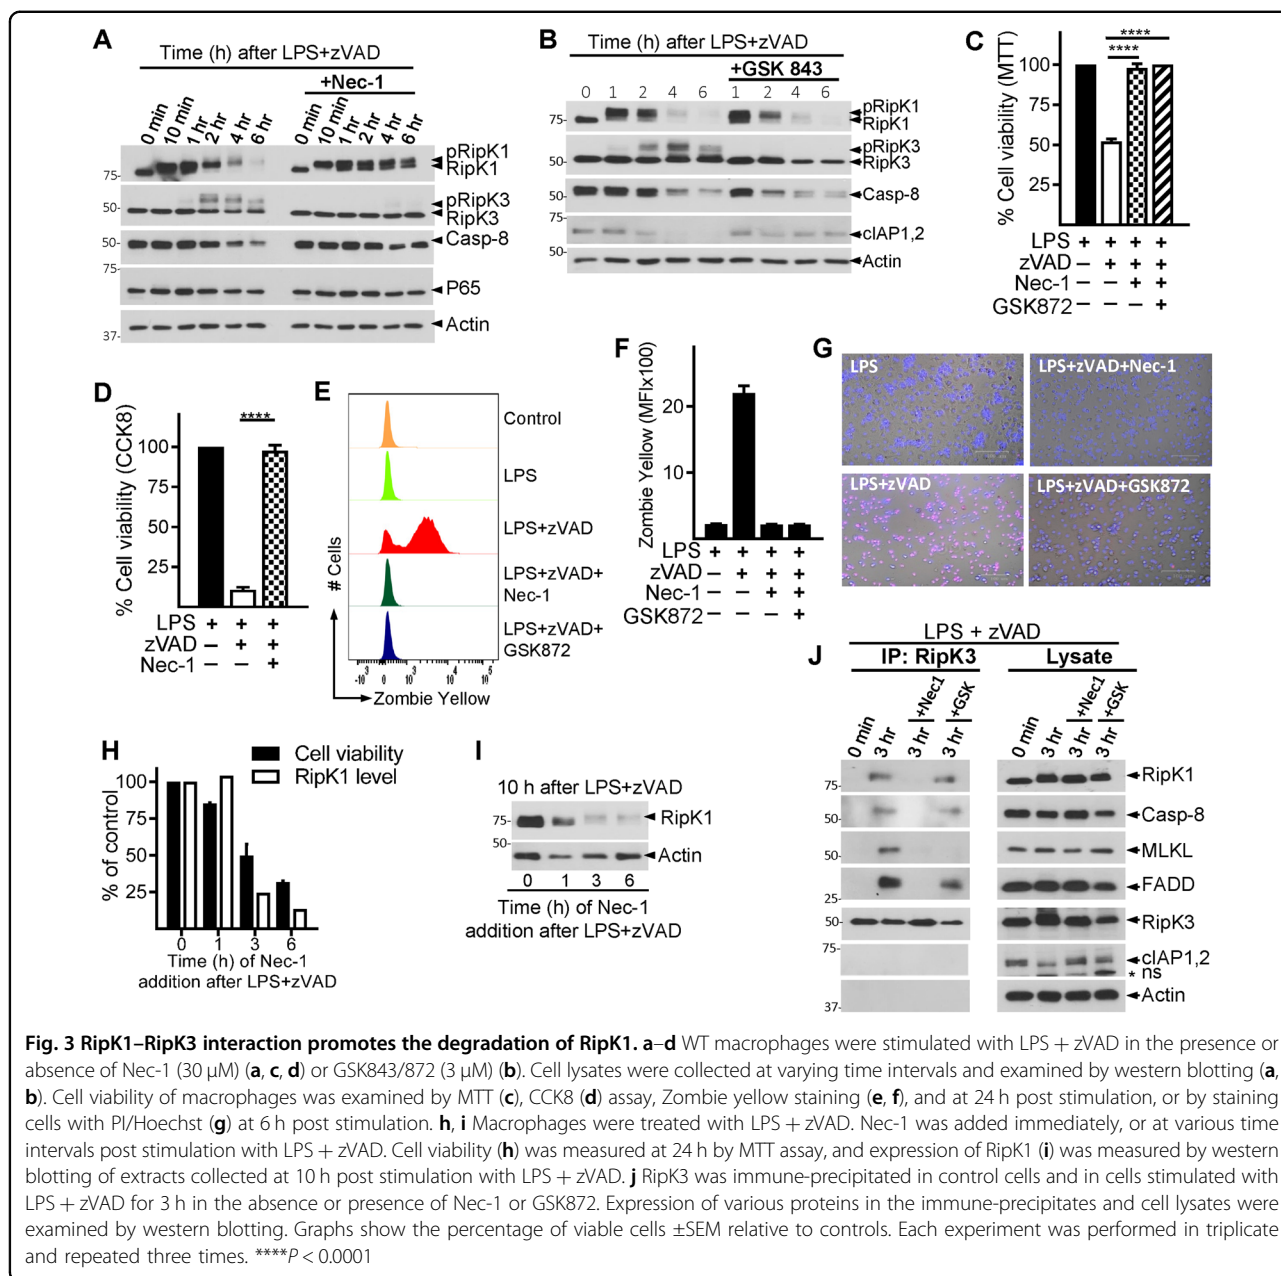 A
Time (h) after LPS+zVAD
+Nec-1
0 min 10 min 1 hr 2 hr 4 hr 6 hr 0 min 10 min 1 hr 2 hr 4 hr 6 hr
pRipK1
RipK1
75-
pRipK3
50-
RipK3
Casp-8
50-
75-
P65
Actin
37-
B
Time (h) after LPS+zVAD
+GSK 843
0 1 2 4 6 1 2 4 6
pRipK1
75-
RipK1
pRipK3
50-
RipK3
50-
Casp-8
cIAP1,2
50-
Actin
C
% Cell viability (MTT)
100
75
50
25
****
****
LPS + + + +
zVAD − + + +
Nec-1 − − + +
GSK872 − − − +
D
% Cell viability (CCK8)
100
75
50
25
****
LPS + + +
zVAD − + +
Nec-1 − − +
E
Control
LPS
LPS+zVAD
LPS+zVAD+
Nec-1
LPS+zVAD+
GSK872
# Cells
-10³ 0 10³ 10⁴ 10⁵
Zombie Yellow
F
Zombie Yellow (MFIx100)
20
10
LPS + + + +
zVAD − + + +
Nec-1 − − + +
GSK872 − − − +
G
LPS
LPS+zVAD+Nec-1
LPS+zVAD
LPS+zVAD+GSK872
H
Cell viability
RipK1 level
% of control
100
75
50
25
0 1 3 6
Time (h) of Nec-1
addition after LPS+zVAD
I
10 h after LPS+zVAD
75-
RipK1
50-
Actin
0 1 3 6
Time (h) of Nec-1
addition after LPS+zVAD
J
LPS + zVAD
IP: RipK3 Lysate
+Nec1 +GSK +Nec1 +GSK
0 min 3 hr 3 hr 3 hr 0 min 3 hr 3 hr 3 hr
75-
RipK1
50-
Casp-8
50-
MLKL
25-
FADD
50-
RipK3
75-
cIAP1,2
* ns
37-
Actin
Fig. 3 RipK1–RipK3 interaction promotes the degradation of RipK1. a–d WT macrophages were stimulated with LPS + zVAD in the presence or
absence of Nec-1 (30 µM) (a, c, d) or GSK843/872 (3 µM) (b). Cell lysates were collected at varying time intervals and examined by western blotting (a,
b). Cell viability of macrophages was examined by MTT (c), CCK8 (d) assay, Zombie yellow staining (e, f), and at 24 h post stimulation, or by staining
cells with PI/Hoechst (g) at 6 h post stimulation. h, i Macrophages were treated with LPS + zVAD. Nec-1 was added immediately, or at various time
intervals post stimulation with LPS + zVAD. Cell viability (h) was measured at 24 h by MTT assay, and expression of RipK1 (i) was measured by western
blotting of extracts collected at 10 h post stimulation with LPS + zVAD. j RipK3 was immune-precipitated in control cells and in cells stimulated with
LPS + zVAD for 3 h in the absence or presence of Nec-1 or GSK872. Expression of various proteins in the immune-precipitates and cell lysates were
examined by western blotting. Graphs show the percentage of viable cells ±SEM relative to controls. Each experiment was performed in triplicate
and repeated three times. ****P < 0.0001